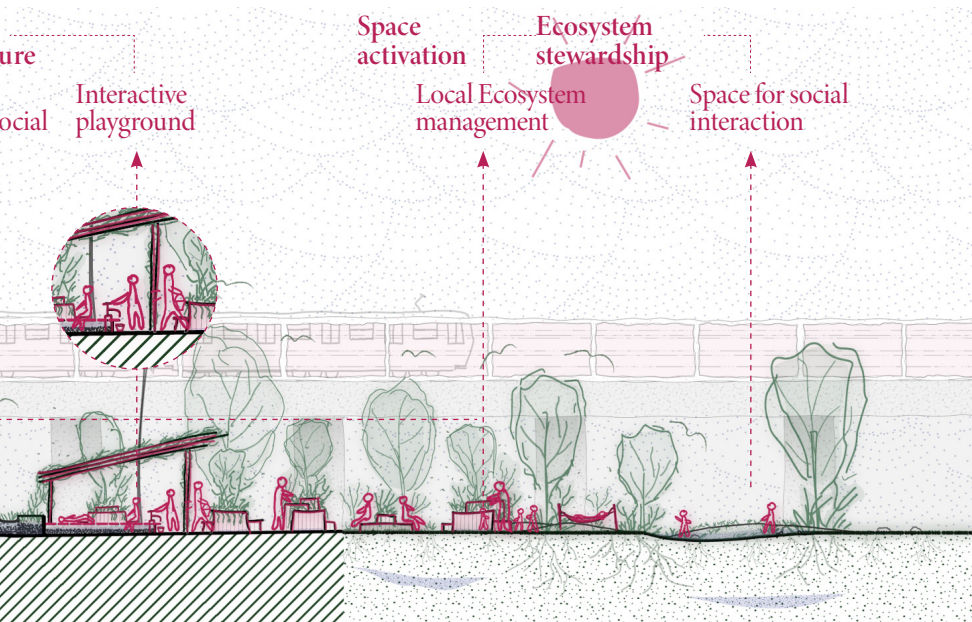 ure
ocial
Interactive
playground
Space
activation
Local Ecosystem
management
Ecosystem
stewardship
Space for social
interaction